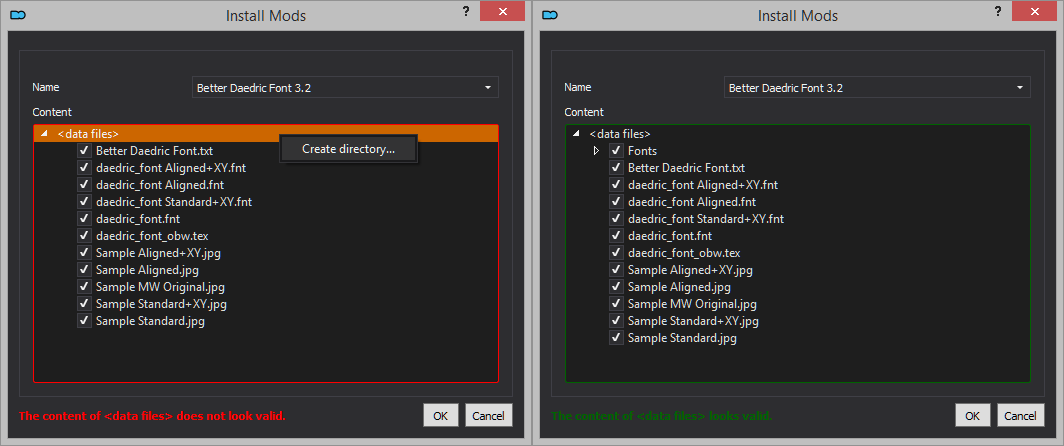 Install Mods
?
Name
Better Daedric Font 3.2
Content
<data files>
Create directory...
Better Daedric Font.txt
daedric_font Aligned+XY.fnt
daedric_font Aligned.fnt
daedric_font Standard+XY.fnt
daedric_font.fnt
daedric_font_obw.tex
Sample Aligned+XY.jpg
Sample Aligned.jpg
Sample MW Original.jpg
Sample Standard+XY.jpg
Sample Standard.jpg
The content of <data files> does not look valid.
OK
Cancel
Install Mods
?
Name
Better Daedric Font 3.2
Content
<data files>
Fonts
Better Daedric Font.txt
daedric_font Aligned+XY.fnt
daedric_font Aligned.fnt
daedric_font Standard+XY.fnt
daedric_font.fnt
daedric_font_obw.tex
Sample Aligned+XY.jpg
Sample Aligned.jpg
Sample MW Original.jpg
Sample Standard+XY.jpg
Sample Standard.jpg
The content of <data files> looks valid.
OK
Cancel